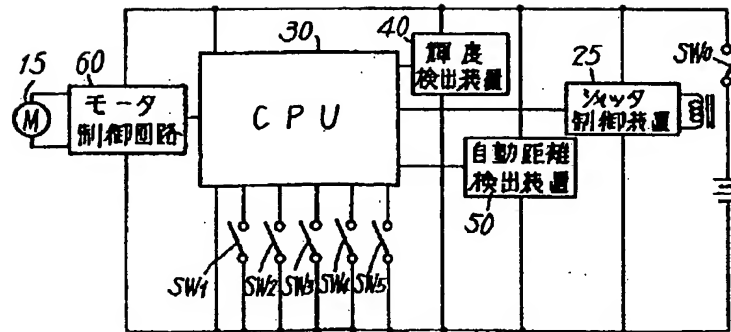 30
40
15
60
輝度
検出装置
25
SW0
M
モータ
制御回路
CPU
シャッタ
制御装置
自動距離
検出装置
50
SW1
SW2
SW3
SW4
SW5